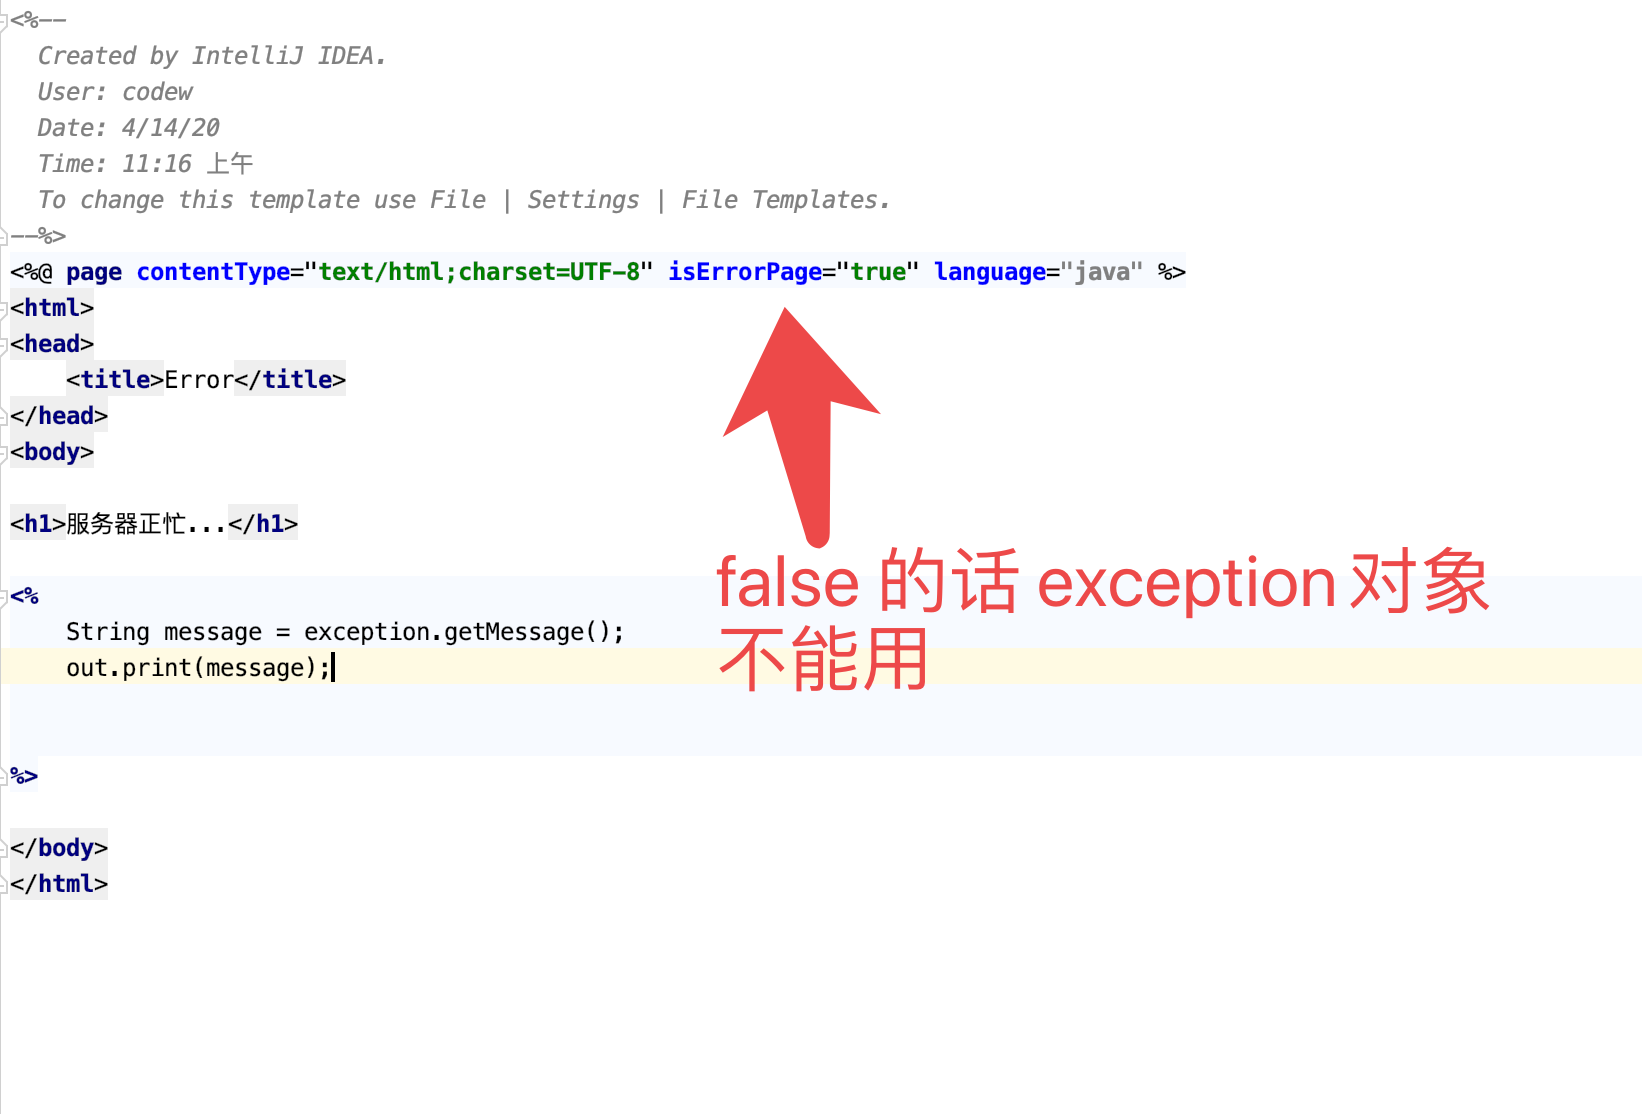 <%--
  Created by IntelliJ IDEA.
  User: codew
  Date: 4/14/20
  Time: 11:16 上午
  To change this template use File | Settings | File Templates.
--%>
<%@ page contentType="text/html;charset=UTF-8" isErrorPage="true" language="java" %>
<html>
<head>
    <title>Error</title>
</head>
<body>
<h1>服务器正忙...</h1>
<%
    String message = exception.getMessage();
    out.print(message);
%>
</body>
</html>
false 的话 exception 对象
不能用